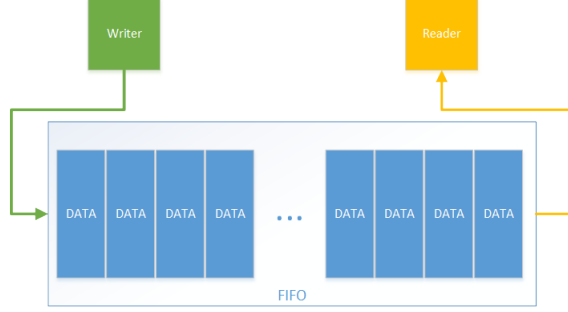 Writer
Reader
DATA DATA DATA DATA ... DATA DATA DATA DATA
FIFO